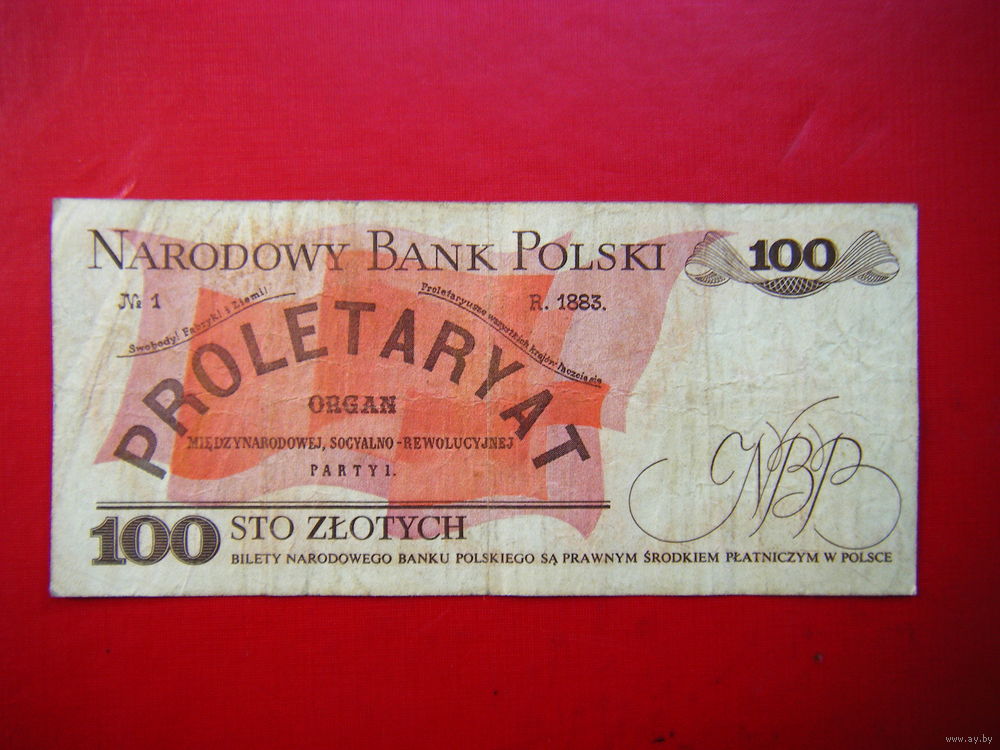 NARODOWY BANK POLSKI 100
№ 1 R. 1883.
Swobody! Fabryki i Ziemi!
Proletaryusze wszystkich krajów łączcie się
PROLETARYAT
ORGAN
MIĘDZYNARODOWEJ, SOCYALNO-REWOLUCYJNEJ
PARTYI.
NBP
100 STO ZŁOTYCH
BILETY NARODOWEGO BANKU POLSKIEGO SĄ PRAWNYM ŚRODKIEM PŁATNICZYM W POLSCE
www.ay.by